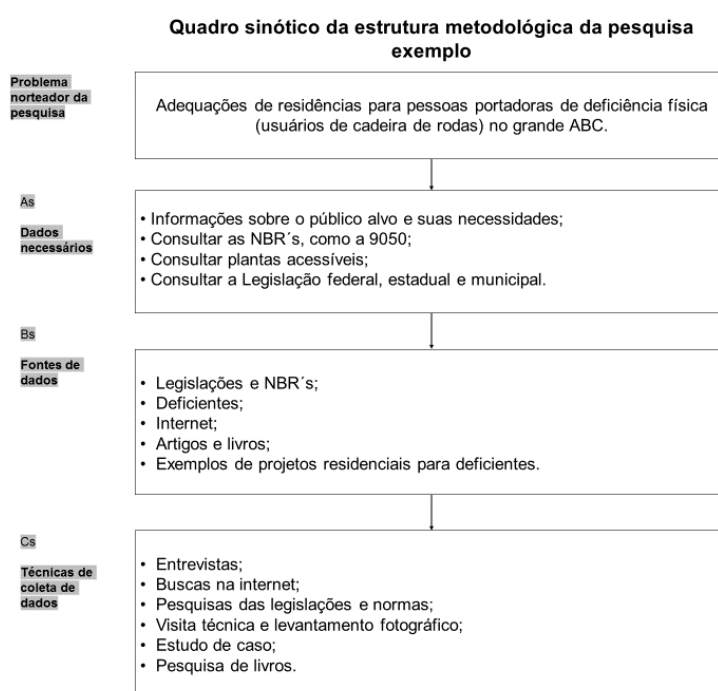 Quadro sinótico da estrutura metodológica da pesquisa
exemplo
Problema
norteador da
pesquisa
Adequações de residências para pessoas portadoras de deficiência física
(usuários de cadeira de rodas) no grande ABC.
As
Dados
necessários
• Informações sobre o público alvo e suas necessidades;
• Consultar as NBR´s, como a 9050;
• Consultar plantas acessíveis;
• Consultar a Legislação federal, estadual e municipal.
Bs
Fontes de
dados
• Legislações e NBR´s;
• Deficientes;
• Internet;
• Artigos e livros;
• Exemplos de projetos residenciais para deficientes.
Cs
Técnicas de
coleta de
dados
• Entrevistas;
• Buscas na internet;
• Pesquisas das legislações e normas;
• Visita técnica e levantamento fotográfico;
• Estudo de caso;
• Pesquisa de livros.